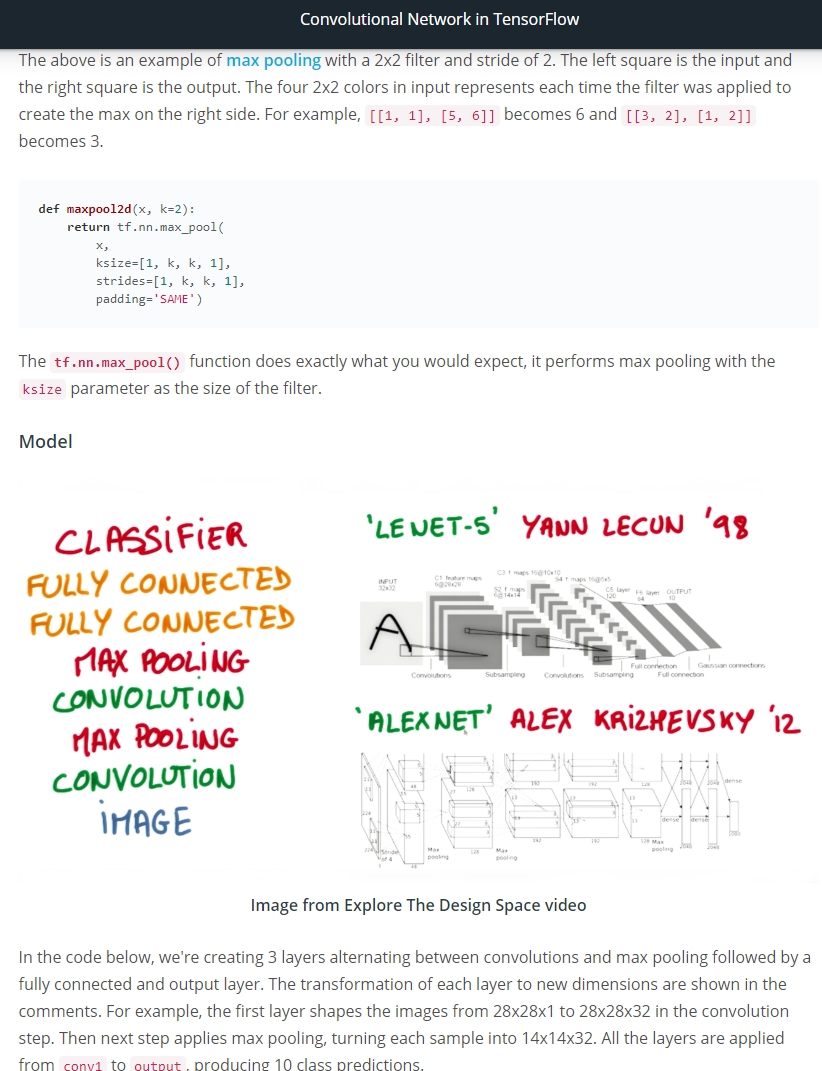 Convolutional Network in TensorFlow
The above is an example of max pooling with a 2x2 filter and stride of 2. The left square is the input and
the right square is the output. The four 2x2 colors in input represents each time the filter was applied to
create the max on the right side. For example, [[1, 1], [5, 6]] becomes 6 and [[3, 2], [1, 2]]
becomes 3.
def maxpool2d(x, k=2):
return tf.nn.max_pool(
x,
ksize=[1, k, k, 1],
strides=[1, k, k, 1],
padding='SAME')
The tf.nn.max_pool() function does exactly what you would expect, it performs max pooling with the
ksize parameter as the size of the filter.
Model
CLASSIFIER
FULLY CONNECTED
FULLY CONNECTED
MAX POOLING
CONVOLUTION
MAX POOLING
CONVOLUTION
IMAGE
'LENET-5' YANN LECUN '98
INPUT
32x32
C1 feature maps
6@28x28
S2 f maps
6@14x14
C3 f maps 16@10x10
S4 f maps 16@5x5
C5 layer
120
F6 layer
84
OUTPUT
10
A
Convolutions
Subsampling
Convolutions
Subsampling
Full connection
Full connection
Gaussian connections
'ALEXNET' ALEX KRIZHEVSKY '12
Stride
of 4
Max
pooling
128
Max
pooling
192
192
128 Max
pooling
2048
2048
dense
dense
dense
Image from Explore The Design Space video
In the code below, we're creating 3 layers alternating between convolutions and max pooling followed by a
fully connected and output layer. The transformation of each layer to new dimensions are shown in the
comments. For example, the first layer shapes the images from 28x28x1 to 28x28x32 in the convolution
step. Then next step applies max pooling, turning each sample into 14x14x32. All the layers are applied
from conv1 to output, producing 10 class predictions.